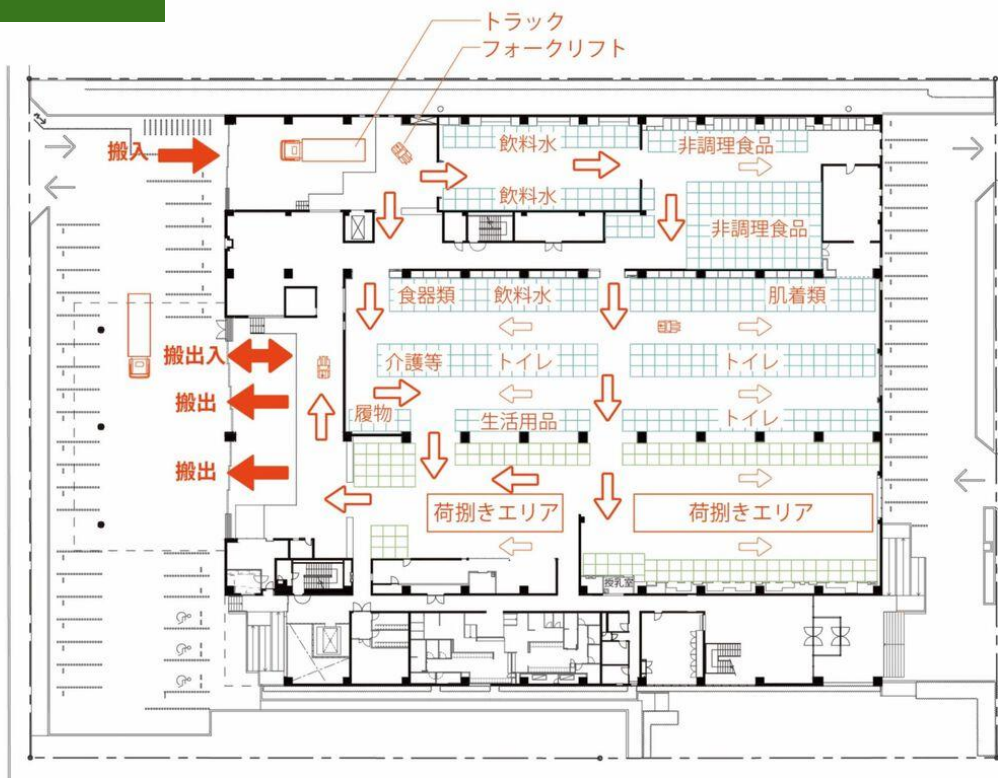 トラック
フォークリフト
搬入
飲料水
非調理食品
飲料水
非調理食品
食器類
飲料水
肌着類
搬出入
介護等
トイレ
トイレ
搬出
履物
生活用品
トイレ
搬出
荷捌きエリア
荷捌きエリア
授乳室